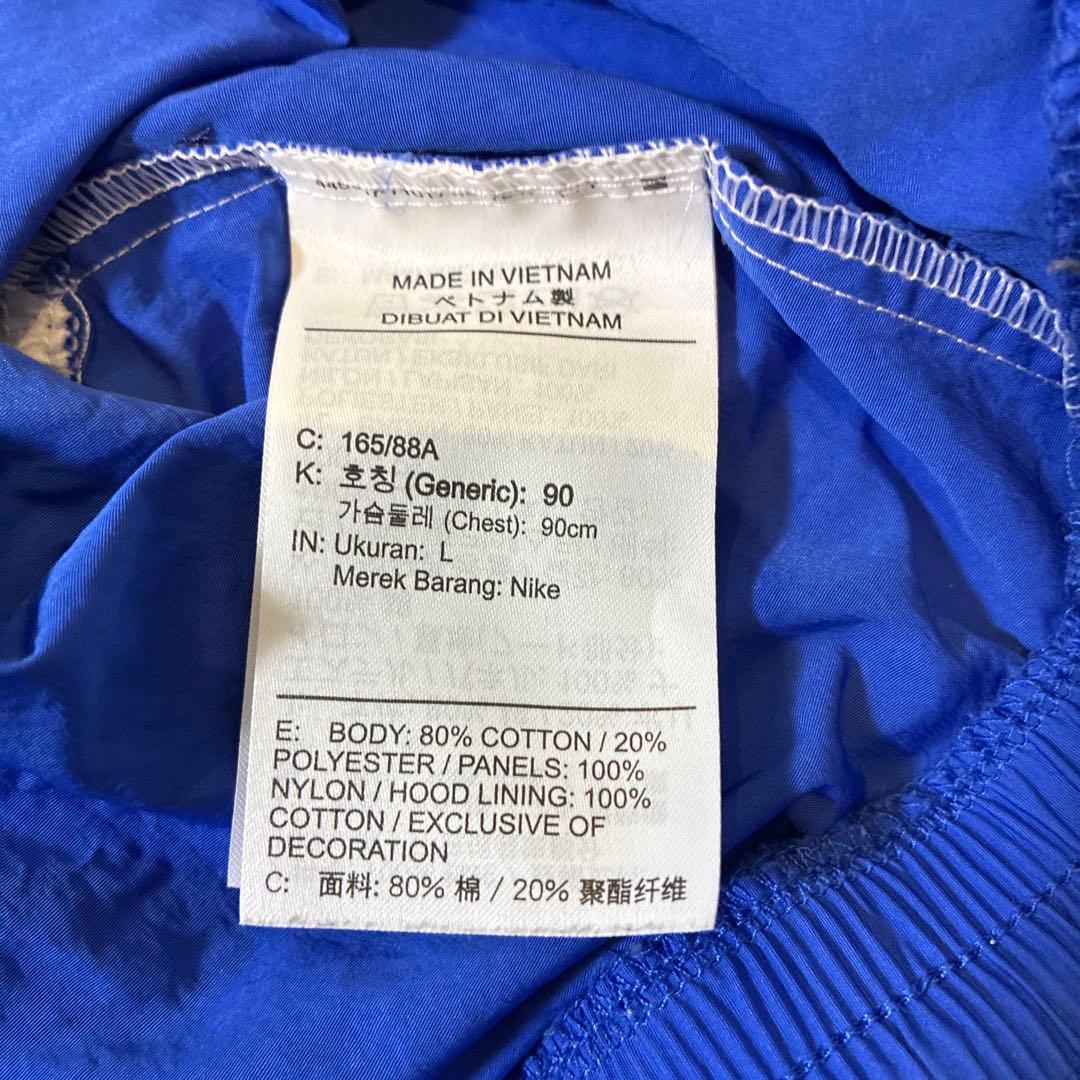 MADE IN VIETNAM
ベトナム製
DIBUAT DI VIETNAM
C: 165/88A
K: 호칭 (Generic): 90
가슴둘레 (Chest): 90cm
IN: Ukuran: L
Merek Barang: Nike
E: BODY: 80% COTTON / 20%
POLYESTER / PANELS: 100%
NYLON / HOOD LINING: 100%
COTTON / EXCLUSIVE OF
DECORATION
C: 面料: 80% 棉 / 20% 聚酯纤维